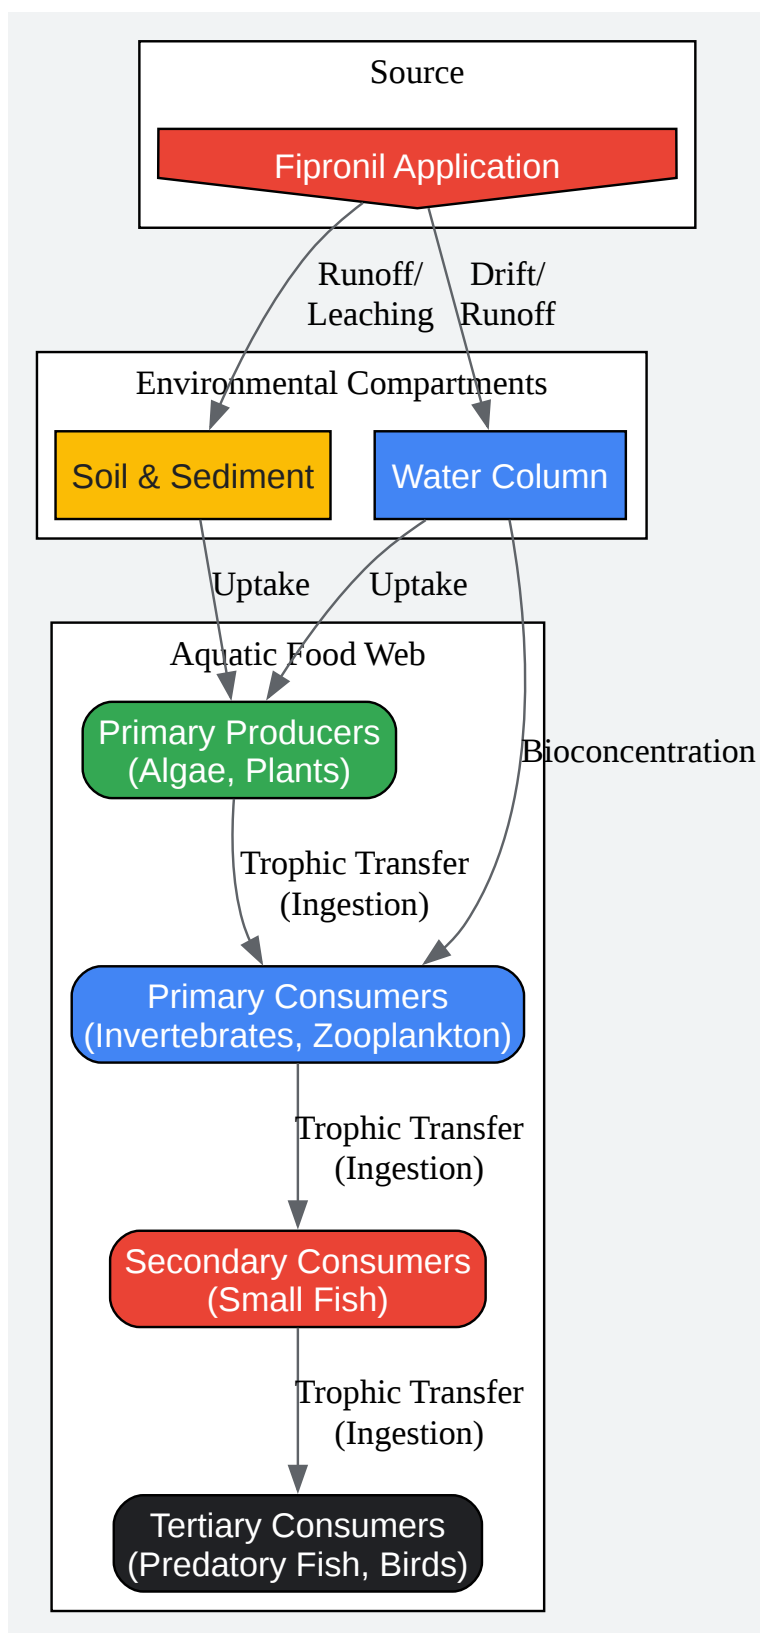 Source
Fipronil Application
Runoff/
Leaching
Drift/
Runoff
Environmental Compartments
Soil & Sediment
Water Column
Uptake
Uptake
Aquatic Food Web
Primary Producers
(Algae, Plants)
Bioconcentration
Trophic Transfer
(Ingestion)
Primary Consumers
(Invertebrates, Zooplankton)
Trophic Transfer
(Ingestion)
Secondary Consumers
(Small Fish)
Trophic Transfer
(Ingestion)
Tertiary Consumers
(Predatory Fish, Birds)